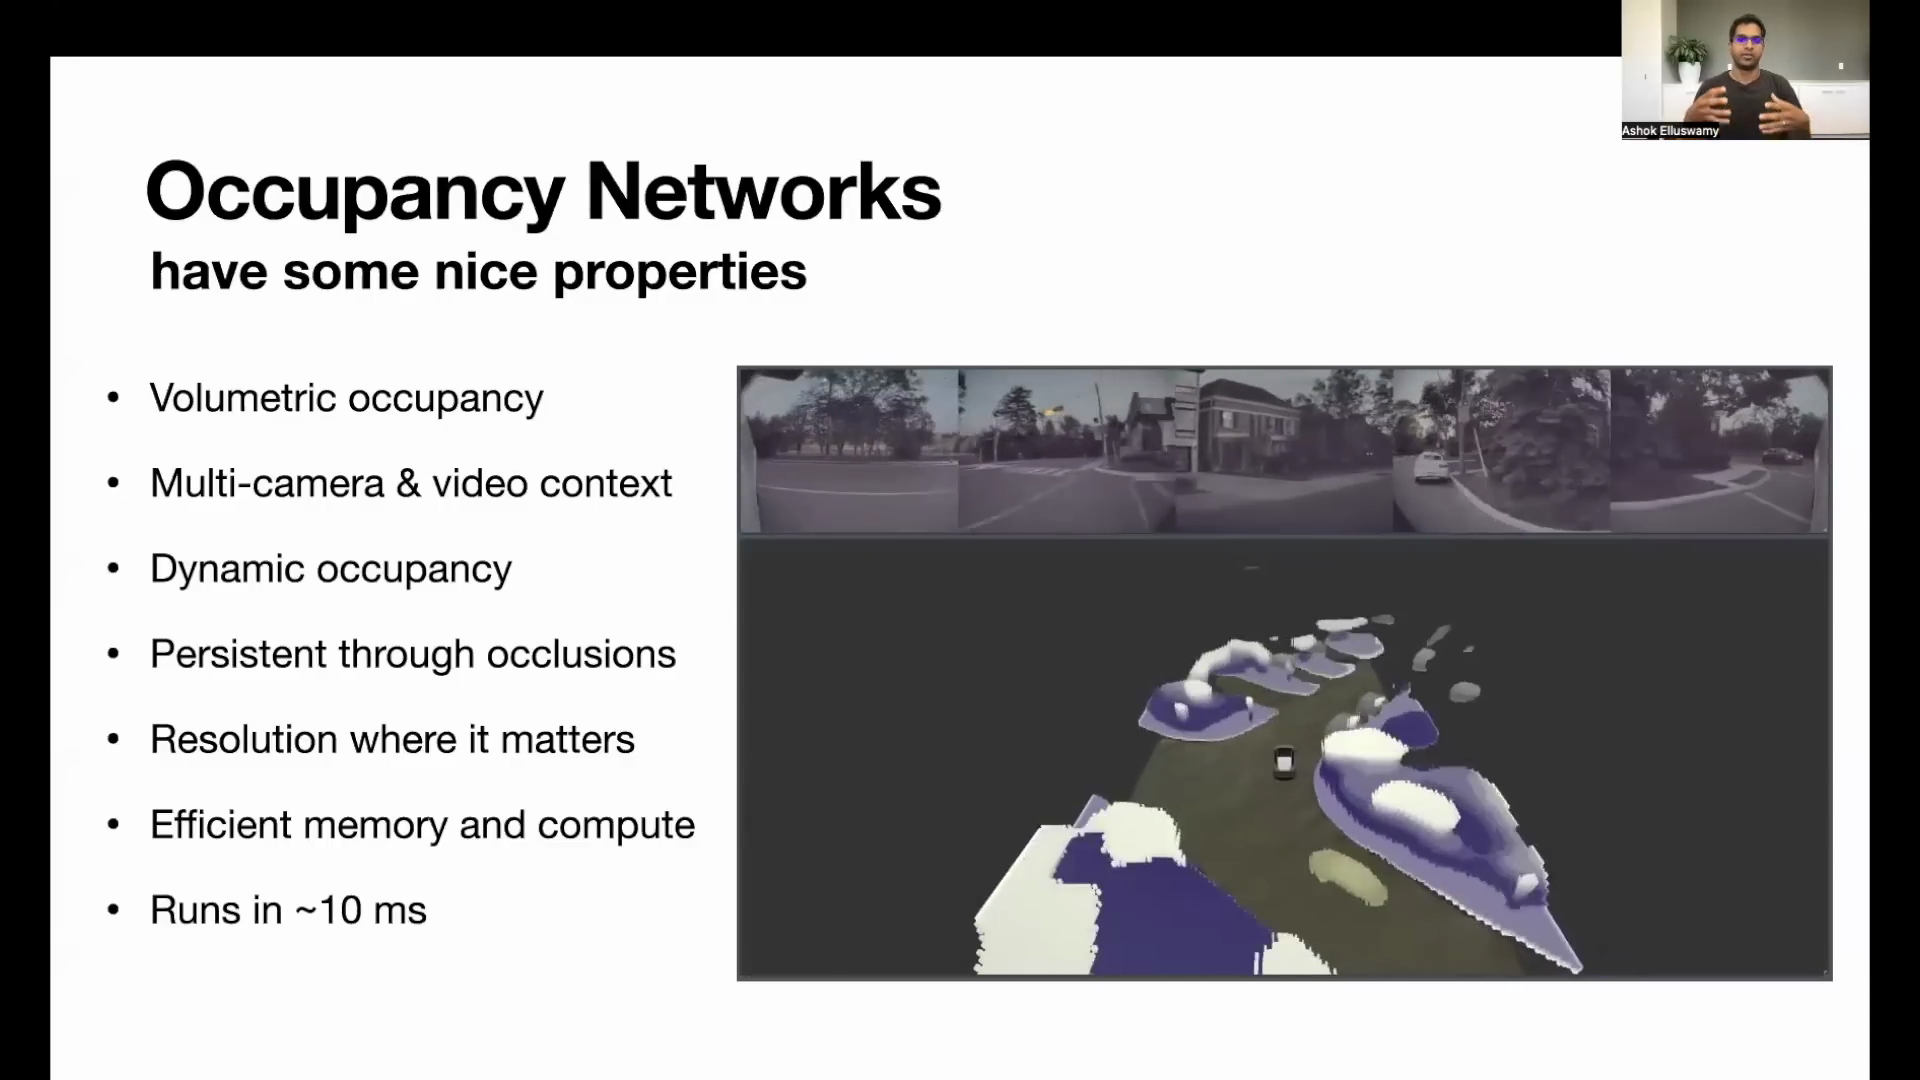 Ashok Elluswamy
Occupancy Networks
have some nice properties
• Volumetric occupancy
• Multi-camera & video context
• Dynamic occupancy
• Persistent through occlusions
• Resolution where it matters
• Efficient memory and compute
• Runs in ~10 ms